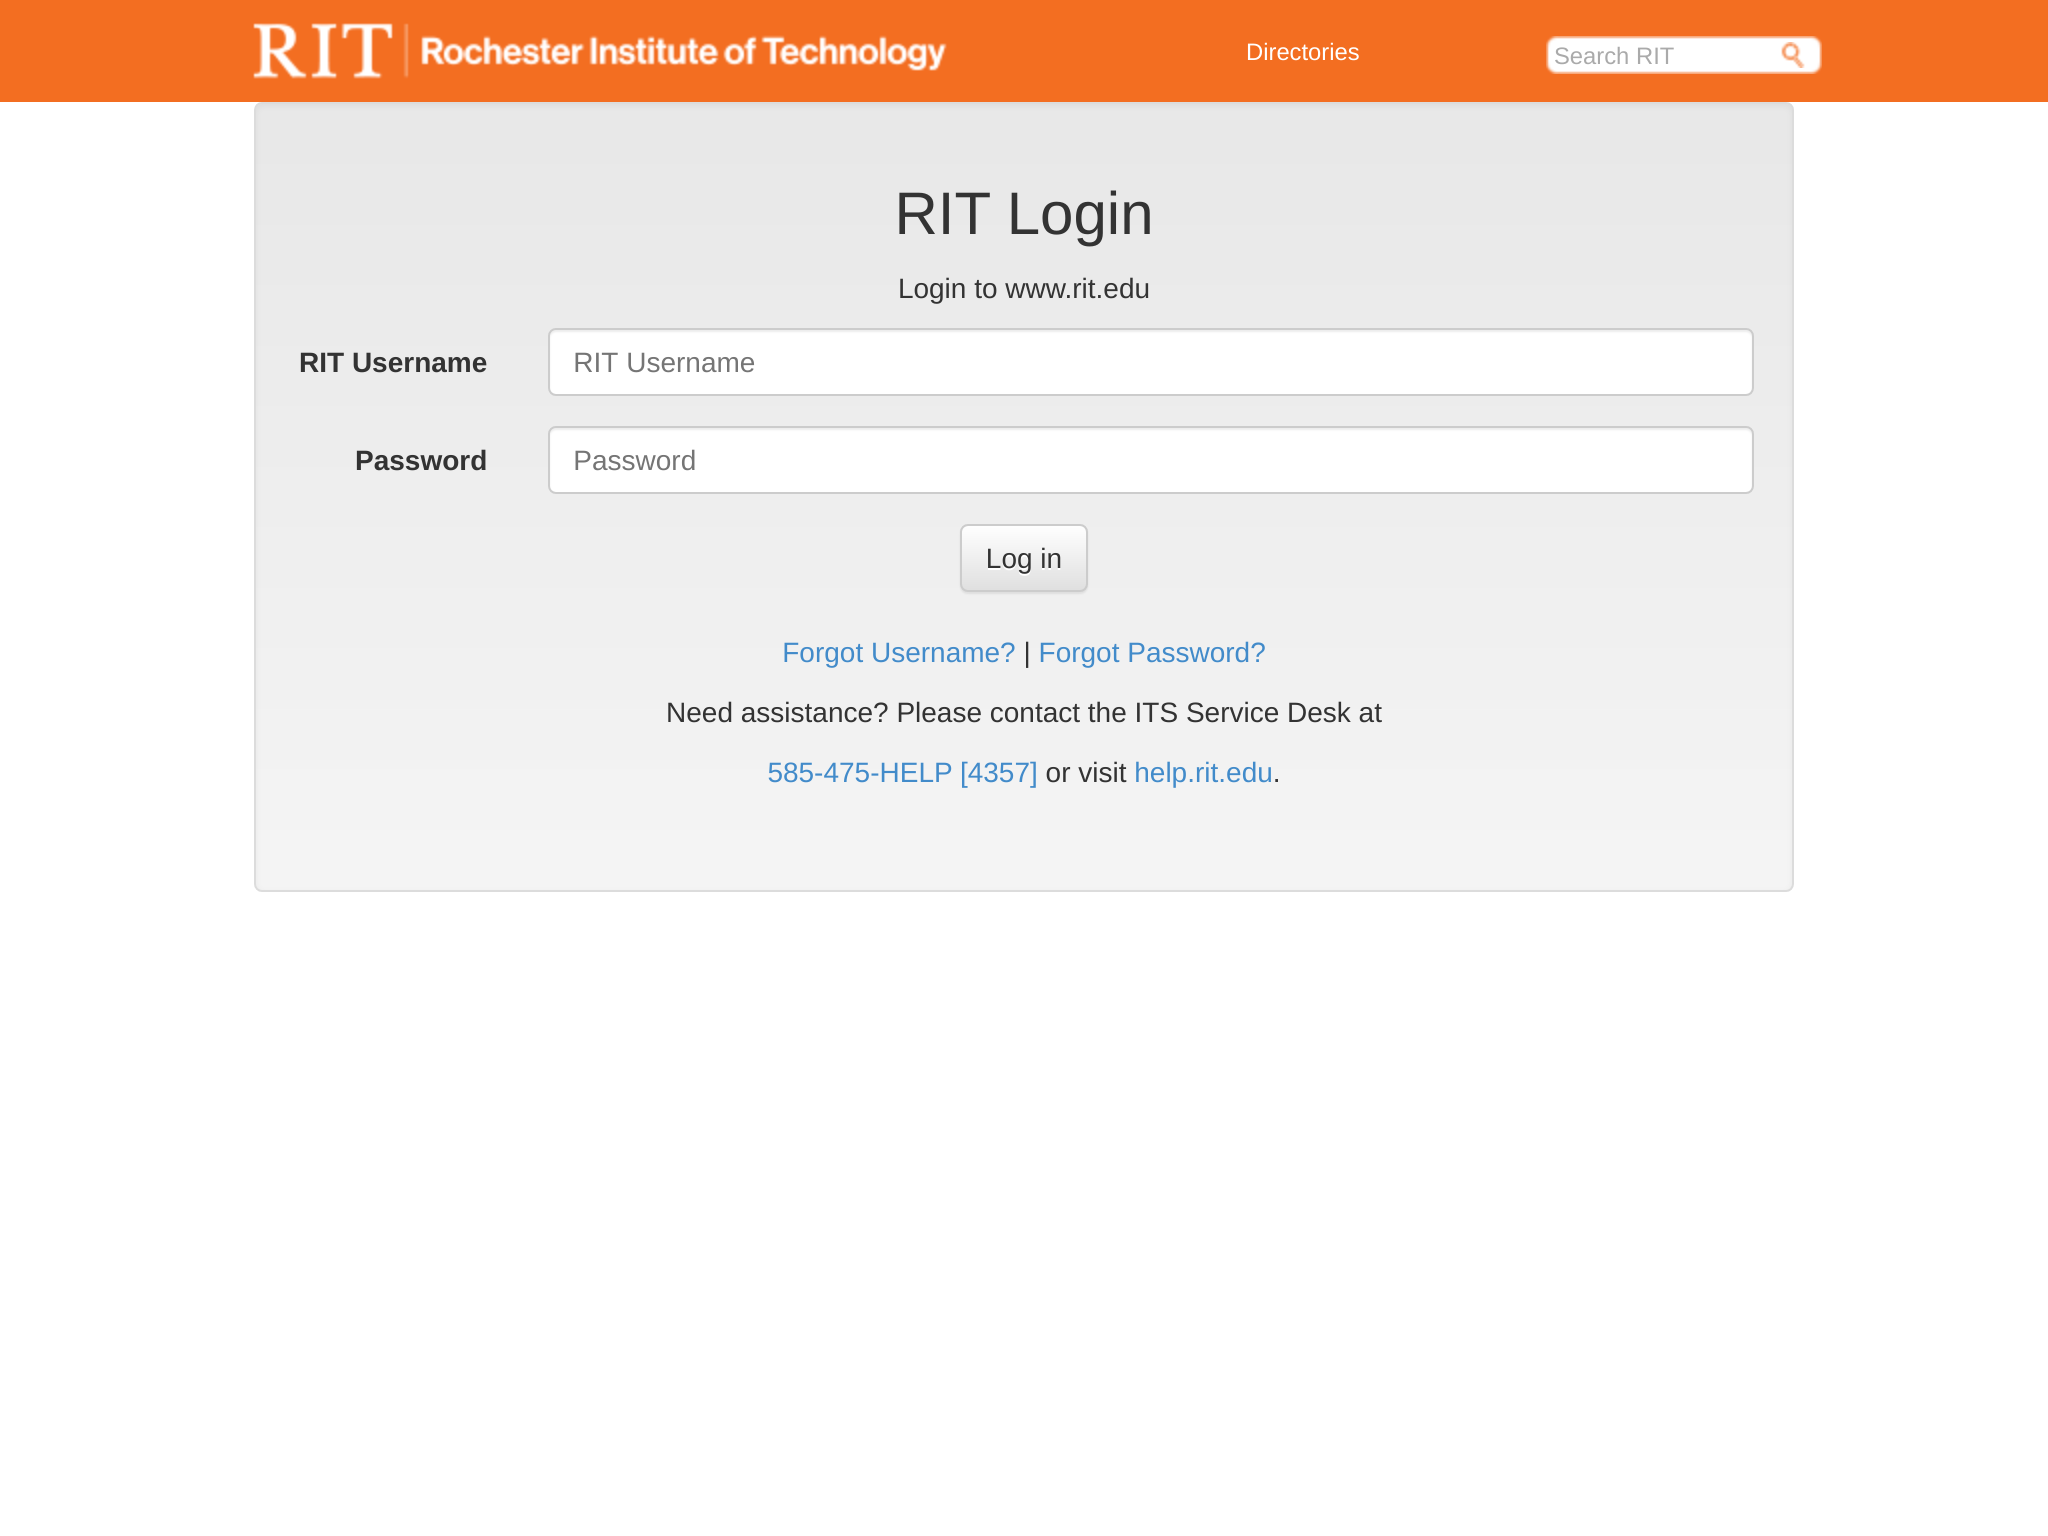 RIT | Rochester Institute of Technology
Directories
Search RIT
RIT Login
Login to www.rit.edu
RIT Username
RIT Username
Password
Password
Log in
Forgot Username? | Forgot Password?
Need assistance? Please contact the ITS Service Desk at
585-475-HELP [4357] or visit help.rit.edu.